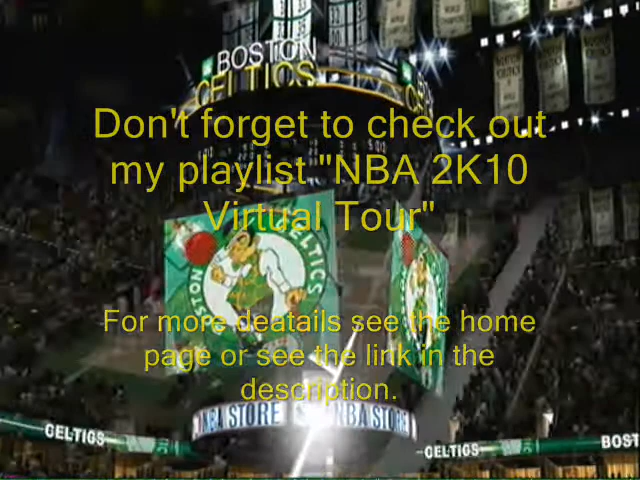 BOSTON
CELTICS
Don't forget to check out
my playlist "NBA 2K10
Virtual Tour"
CELTICS
For more deatails see the home
page or see the link in the
description.
NBA STORE
NBA STORE
CELTICS
CELTICS
BOST